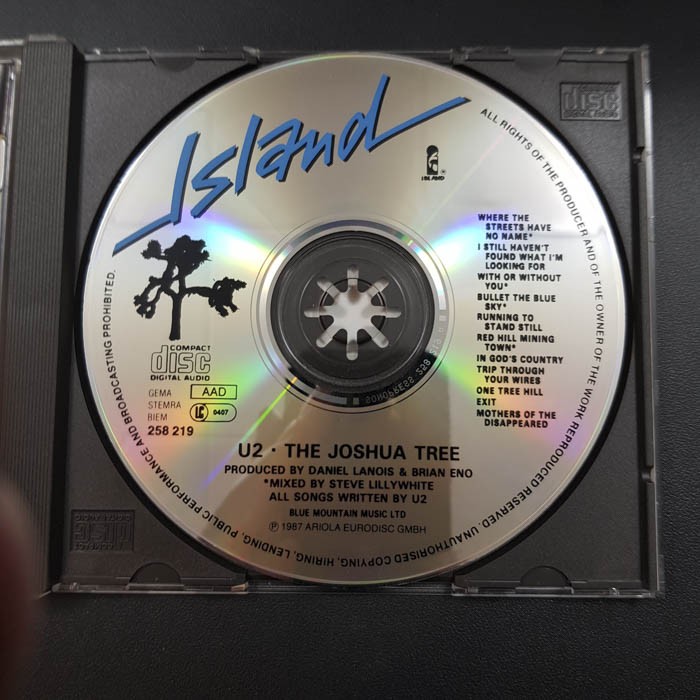 Island
ISLAND
ALL RIGHTS OF THE PRODUCER AND OF THE OWNER OF THE WORK REPRODUCED RESERVED. UNAUTHORISED COPYING, HIRING, LENDING, PUBLIC PERFORMANCE AND BROADCASTING PROHIBITED.
WHERE THE
STREETS HAVE
NO NAME*
I STILL HAVEN'T
FOUND WHAT I'M
LOOKING FOR
WITH OR WITHOUT
YOU*
BULLET THE BLUE
SKY*
RUNNING TO
STAND STILL
RED HILL MINING
TOWN*
IN GOD'S COUNTRY
TRIP THROUGH
YOUR WIRES
ONE TREE HILL
EXIT
MOTHERS OF THE
DISAPPEARED
COMPACT
disc
DIGITAL AUDIO
GEMA
STEMRA
BIEM
AAD
LC 0407
258 219
U2 · THE JOSHUA TREE
PRODUCED BY DANIEL LANOIS & BRIAN ENO
*MIXED BY STEVE LILLYWHITE
ALL SONGS WRITTEN BY U2
BLUE MOUNTAIN MUSIC LTD
℗ 1987 ARIOLA EURODISC GMBH
disc
disc